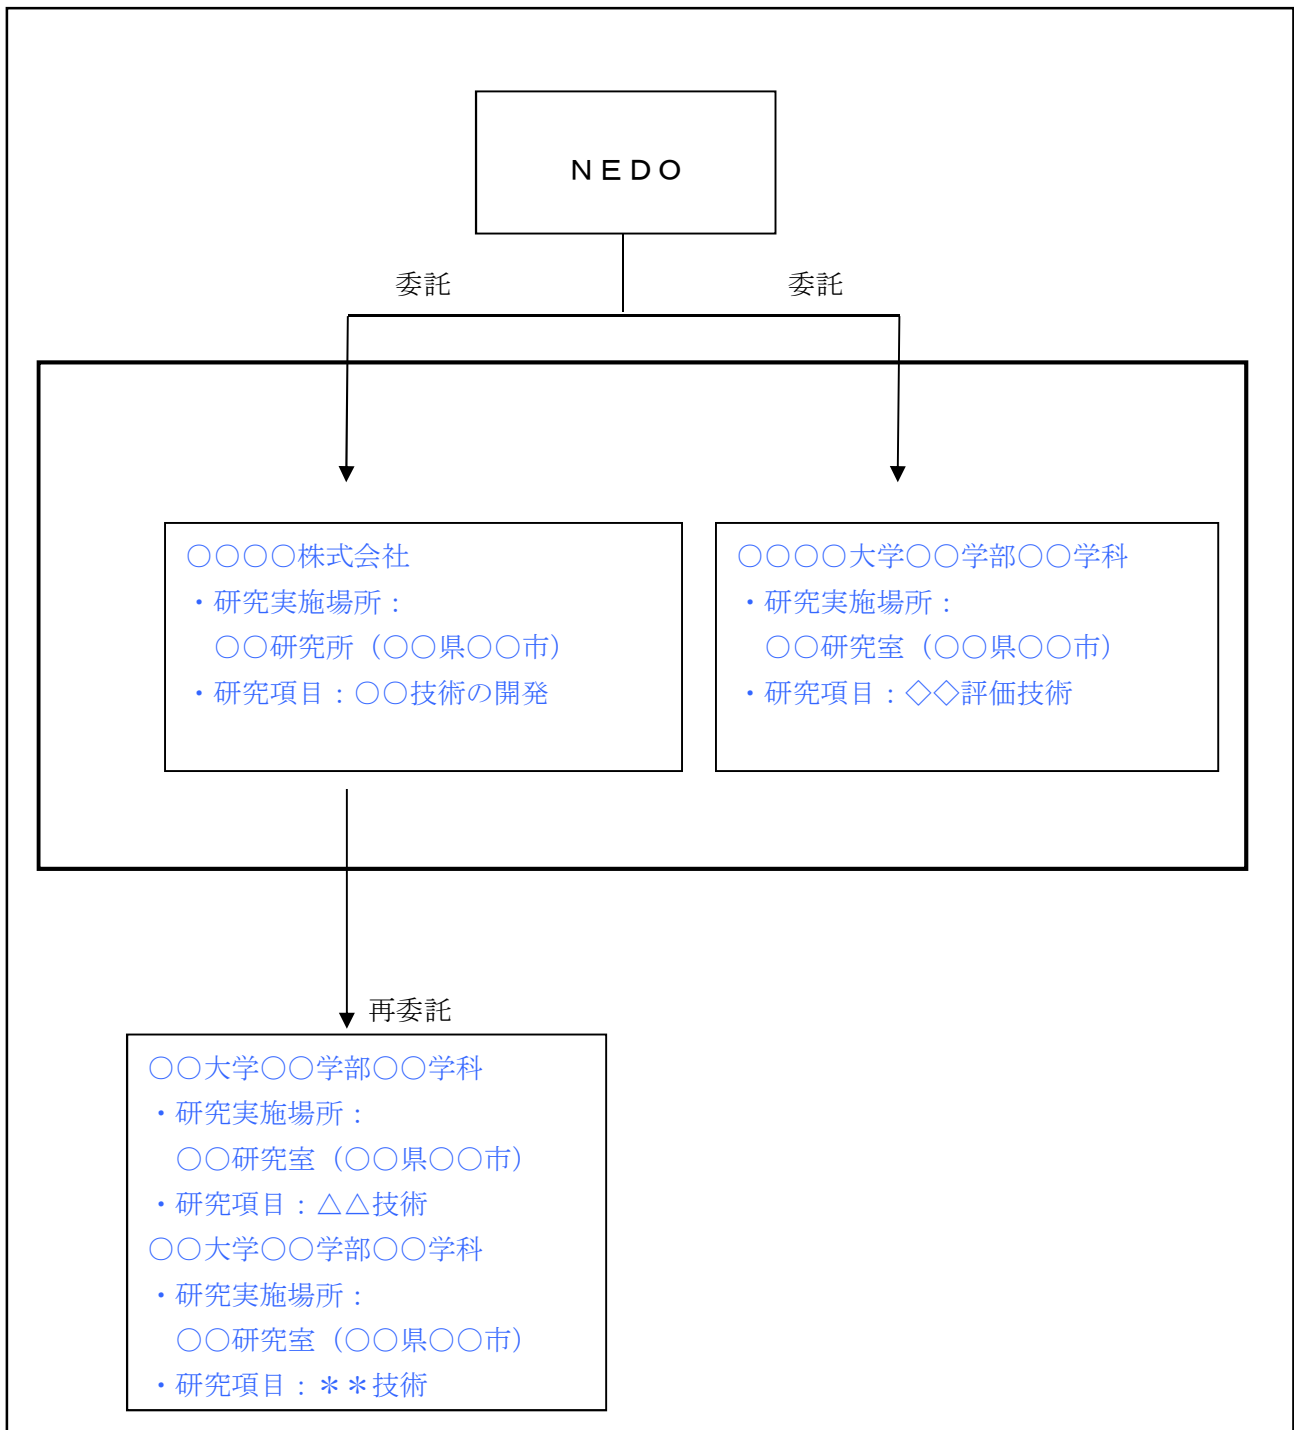 ＮＥＤＯ
委託
委託
○○○○株式会社
・研究実施場所：
○○研究所（○○県○○市）
・研究項目：○○技術の開発
○○○○大学○○学部○○学科
・研究実施場所：
○○研究室（○○県○○市）
・研究項目：◇◇評価技術
再委託
○○大学○○学部○○学科
・研究実施場所：
○○研究室（○○県○○市）
・研究項目：△△技術
○○大学○○学部○○学科
・研究実施場所：
○○研究室（○○県○○市）
・研究項目：＊＊技術